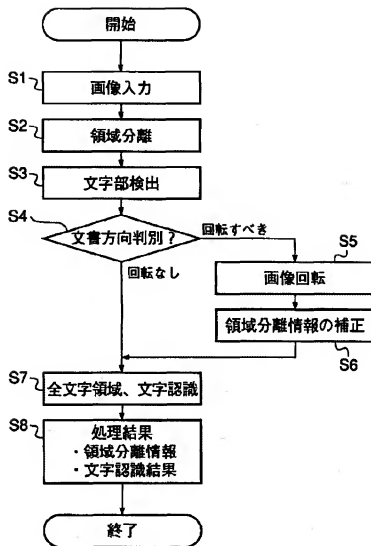 開始
S1
画像入力
S2
領域分離
S3
文字部検出
S4
文書方向判別？
回転すべき
回転なし
S5
画像回転
領域分離情報の補正
S6
S7
全文字領域、文字認識
S8
処理結果
・領域分離情報
・文字認識結果
終了